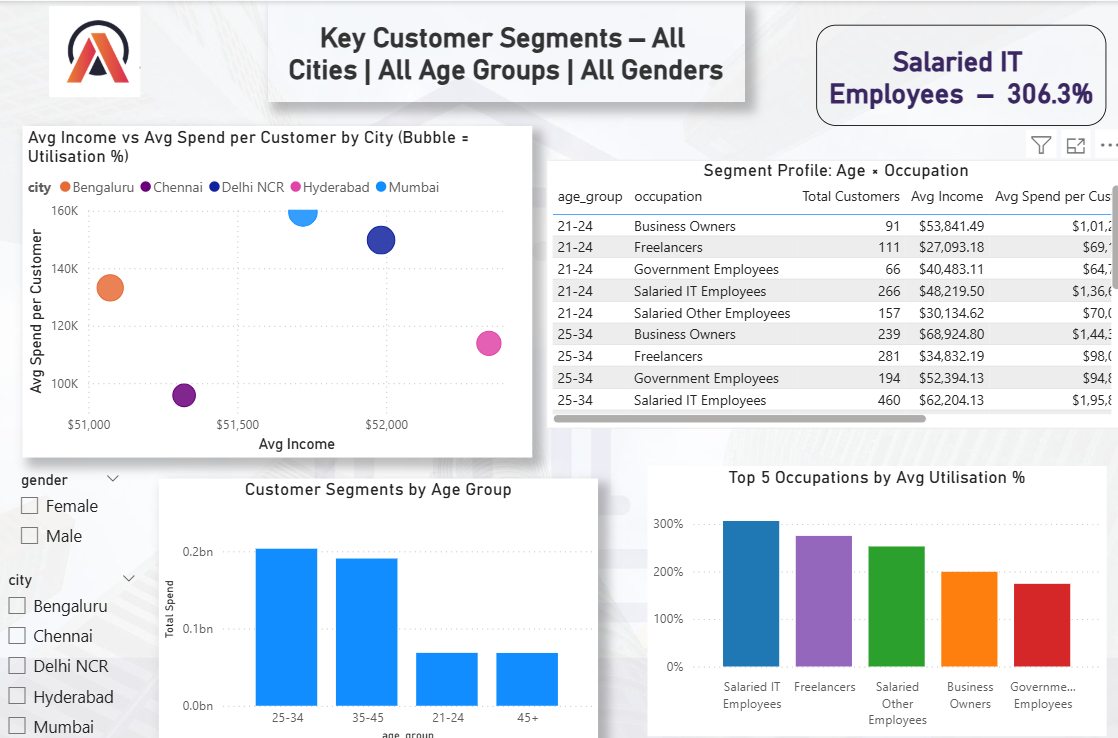 Key Customer Segments – All
Cities | All Age Groups | All Genders
Salaried IT
Employees – 306.3%
Avg Income vs Avg Spend per Customer by City (Bubble =
Utilisation %)
city Bengaluru Chennai Delhi NCR Hyderabad Mumbai
160K
140K
120K
100K
Avg Spend per Customer
$51,000 $51,500 $52,000
Avg Income
Segment Profile: Age × Occupation
age_group occupation Total Customers Avg Income Avg Spend per Cus
21-24 Business Owners 91 $53,841.49 $1,01,2
21-24 Freelancers 111 $27,093.18 $69,
21-24 Government Employees 66 $40,483.11 $64,
21-24 Salaried IT Employees 266 $48,219.50 $1,36,
21-24 Salaried Other Employees 157 $30,134.62 $70,
25-34 Business Owners 239 $68,924.80 $1,44,
25-34 Freelancers 281 $34,832.19 $98,
25-34 Government Employees 194 $52,394.13 $94,
25-34 Salaried IT Employees 460 $62,204.13 $1,95,
gender
Female
Male
city
Bengaluru
Chennai
Delhi NCR
Hyderabad
Mumbai
Customer Segments by Age Group
0.2bn
0.1bn
0.0bn
Total Spend
25-34 35-45 21-24 45+
age_group
Top 5 Occupations by Avg Utilisation %
300%
200%
100%
0%
Salaried IT
Employees
Freelancers
Salaried
Other
Employees
Business
Owners
Governme...
Employees